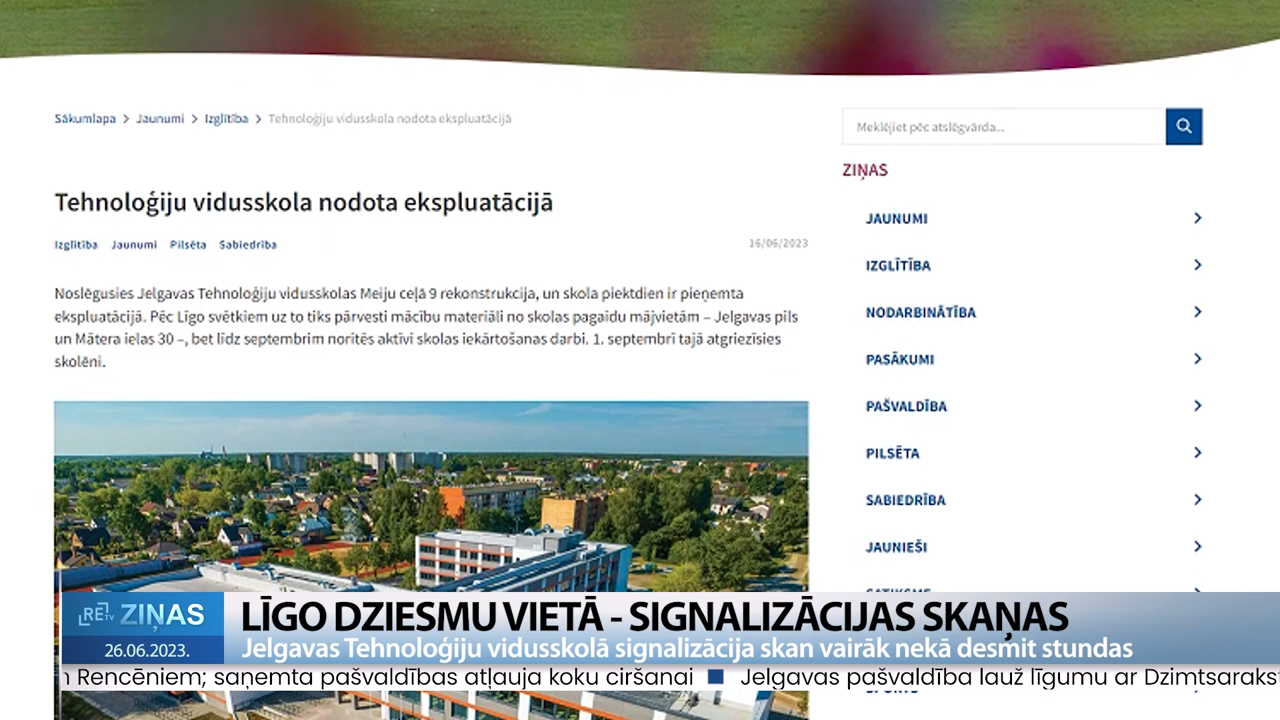 Sākumlapa > Jaunumi > Izglītība > Tehnoloģiju vidusskola nodota ekspluatācijā
Meklējiet pēc atslēgvārda...
ZIŅAS
Tehnoloģiju vidusskola nodota ekspluatācijā
Izglītība Jaunumi Pilsēta Sabiedrība 16/06/2023
Noslēgusies Jelgavas Tehnoloģiju vidusskolas Meiju ceļā 9 rekonstrukcija, un skola piektdien ir pieņemta
ekspluatācijā. Pēc Līgo svētkiem uz to tiks pārvesti mācību materiāli no skolas pagaidu mājvietām – Jelgavas pils
un Mātera ielas 30 –, bet līdz septembrim noritēs aktīvi skolas iekārtošanas darbi. 1. septembrī tajā atgriezīsies
skolēni.
JAUNUMI
IZGLĪTĪBA
NODARBINĀTĪBA
PASĀKUMI
PAŠVALDĪBA
PILSĒTA
SABIEDRĪBA
JAUNIEŠI
RE:TV ZIŅAS
26.06.2023.
LĪGO DZIESMU VIETĀ - SIGNALIZĀCIJAS SKAŅAS
Jelgavas Tehnoloģiju vidusskolā signalizācija skan vairāk nekā desmit stundas
Rencēniem; saņemta pašvaldības atļauja koku ciršanai ■ Jelgavas pašvaldība lauž līgumu ar